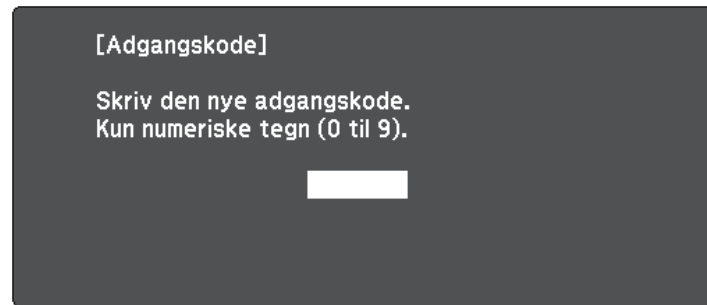 [Adgangskode]
Skriv den nye adgangskode.
Kun numeriske tegn (0 til 9).